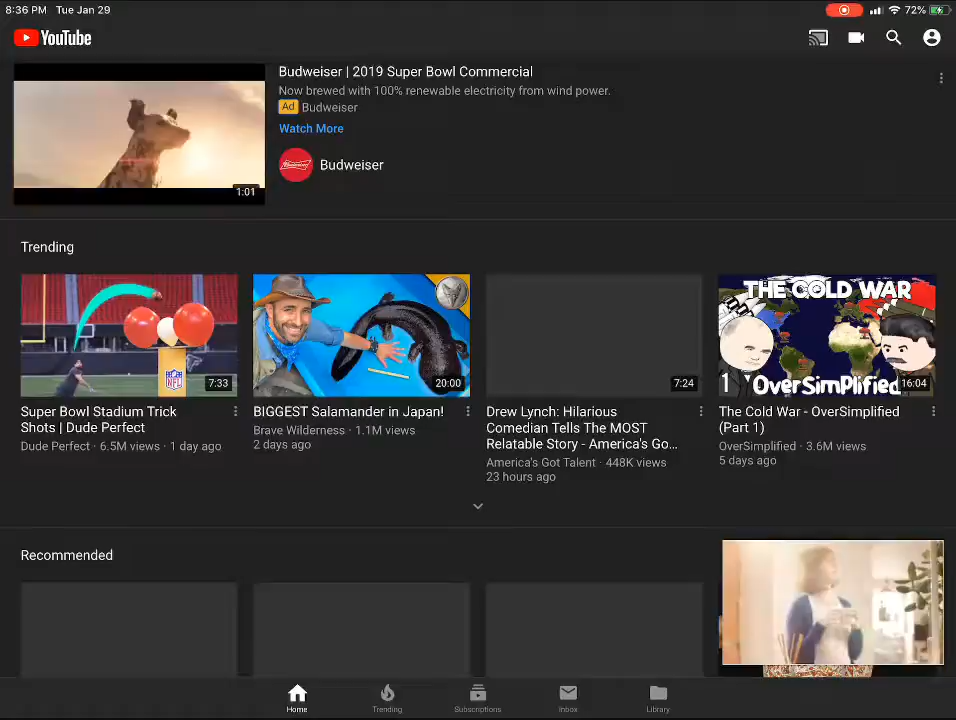 8:36 PM Tue Jan 29
72%
YouTube
Budweiser | 2019 Super Bowl Commercial
Now brewed with 100% renewable electricity from wind power.
Ad Budweiser
Watch More
Budweiser
1:01
Trending
NFL
7:33
20:00
7:24
THE COLD WAR
1
OverSimplified
16:04
Super Bowl Stadium Trick
Shots | Dude Perfect
Dude Perfect · 6.5M views · 1 day ago
BIGGEST Salamander in Japan!
Brave Wilderness · 1.1M views
2 days ago
Drew Lynch: Hilarious
Comedian Tells The MOST
Relatable Story - America's Go...
America's Got Talent · 448K views
23 hours ago
The Cold War - OverSimplified
(Part 1)
OverSimplified · 3.6M views
5 days ago
Recommended
Home
Trending
Subscriptions
Inbox
Library